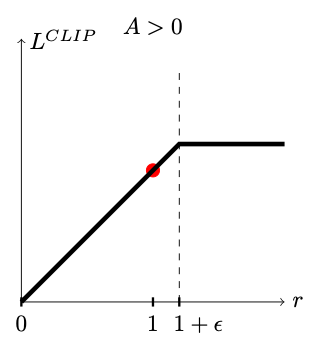 A > 0
L^{CLIP}
r
0 1 1 + ϵ